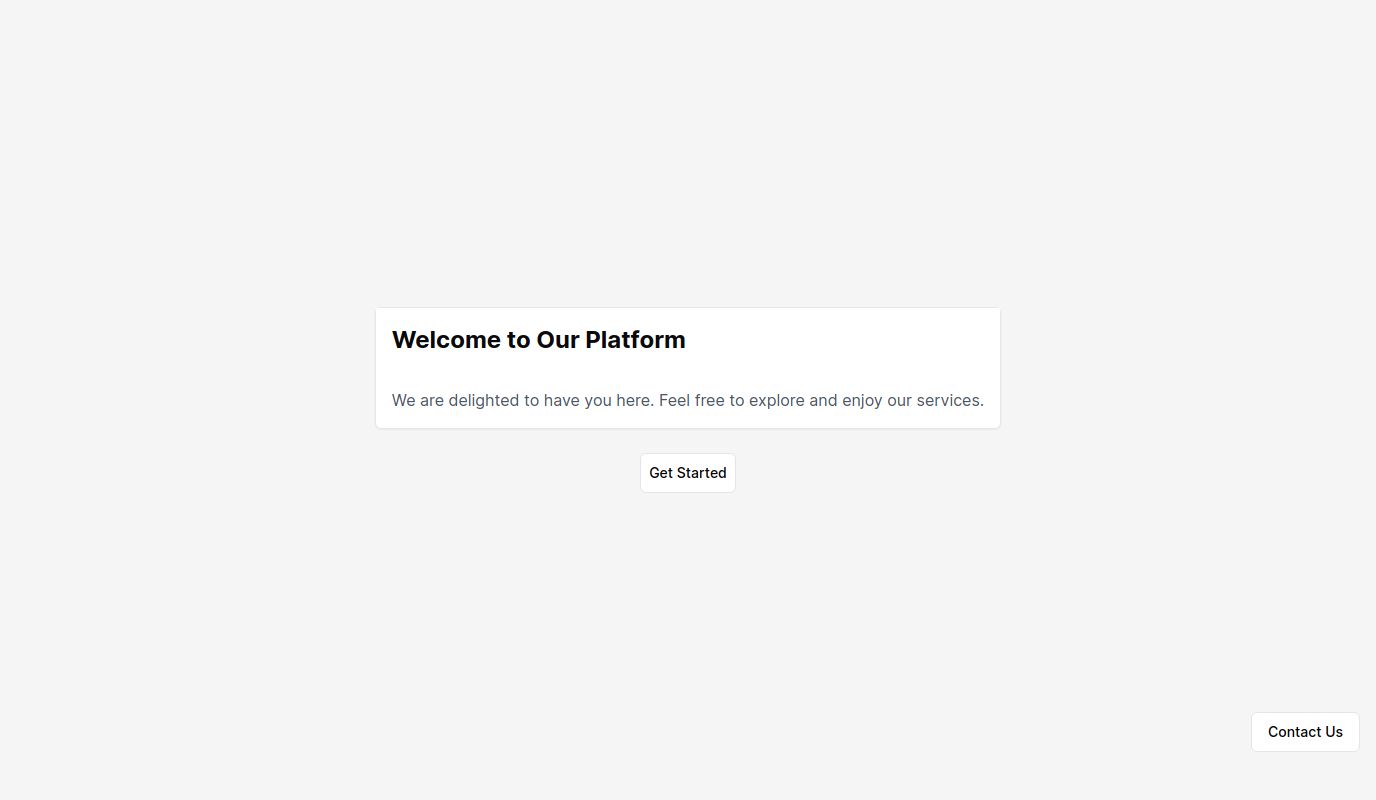 Welcome to Our Platform
We are delighted to have you here. Feel free to explore and enjoy our services.
Get Started
Contact Us